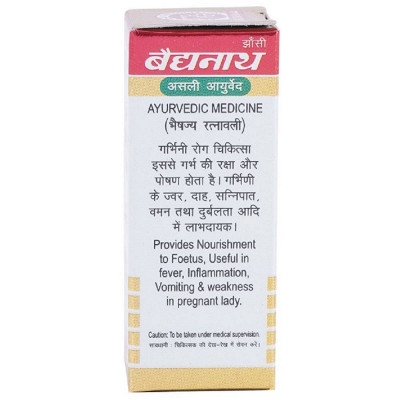 झाँसी
बैद्यनाथ
असली आयुर्वेद
AYURVEDIC MEDICINE
(भैषज्य रत्नावली)
गर्भिनी रोग चिकित्सा
इससे गर्भ की रक्षा और
पोषण होता है। गर्मिणी
के ज्वर, दाह, सन्निपात,
वमन तथा दुर्बलता आदि
में लाभदायक।
Provides Nourishment
to Foetus, Useful in
fever, Inflammation,
Vomiting & weakness
in pregnant lady.
Caution: To be taken under medical supervision.
सावधानी : चिकित्सक की देख-रेख में सेवन करें।